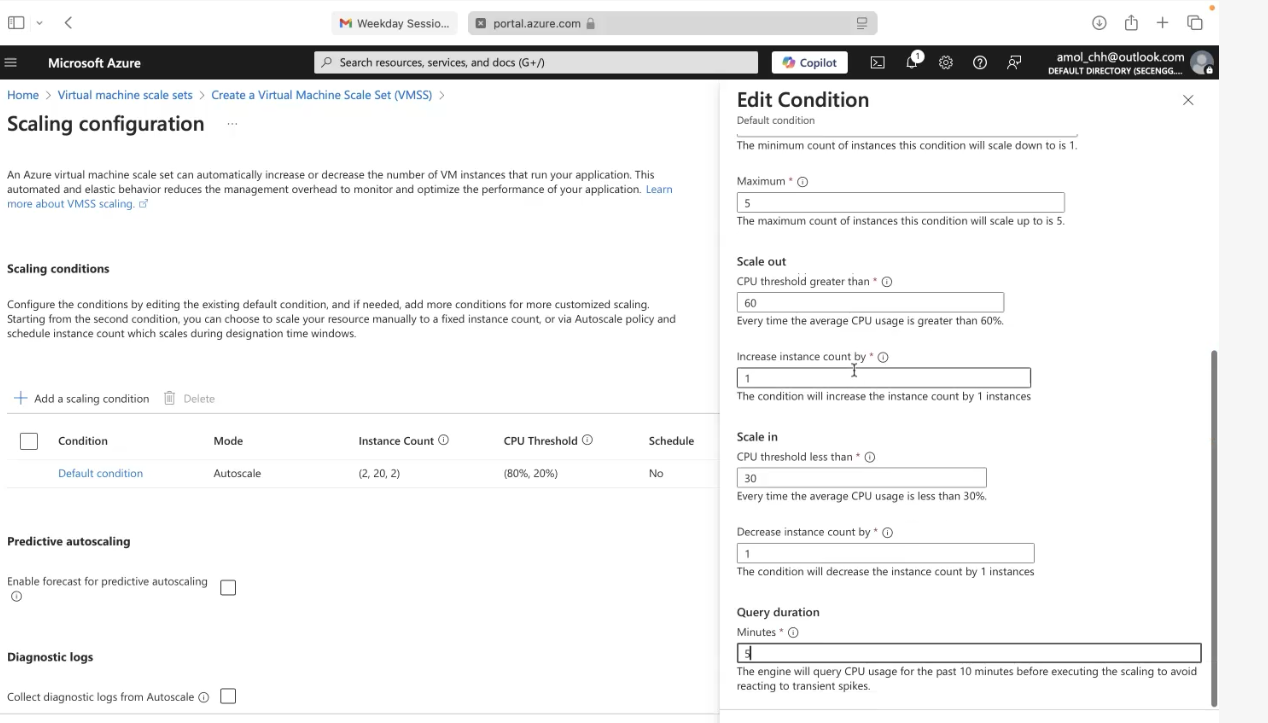 Weekday Sessio...
portal.azure.com
Microsoft Azure
Search resources, services, and docs (G+/)
Copilot
1
amol_chh@outlook.com
DEFAULT DIRECTORY (SECENGG....
Home > Virtual machine scale sets > Create a Virtual Machine Scale Set (VMSS) >
Scaling configuration ...
An Azure virtual machine scale set can automatically increase or decrease the number of VM instances that run your application. This
automated and elastic behavior reduces the management overhead to monitor and optimize the performance of your application. Learn
more about VMSS scaling.
Scaling conditions
Configure the conditions by editing the existing default condition, and if needed, add more conditions for more customized scaling.
Starting from the second condition, you can choose to scale your resource manually to a fixed instance count, or via Autoscale policy and
schedule instance count which scales during designation time windows.
+ Add a scaling condition Delete
Condition Mode Instance Count CPU Threshold Schedule
Default condition Autoscale (2, 20, 2) (80%, 20%) No
Predictive autoscaling
Enable forecast for predictive autoscaling
Diagnostic logs
Collect diagnostic logs from Autoscale
Edit Condition
Default condition
The minimum count of instances this condition will scale down to is 1.
Maximum *
5
The maximum count of instances this condition will scale up to is 5.
Scale out
CPU threshold greater than *
60
Every time the average CPU usage is greater than 60%.
Increase instance count by *
1
The condition will increase the instance count by 1 instances
Scale in
CPU threshold less than *
30
Every time the average CPU usage is less than 30%.
Decrease instance count by *
1
The condition will decrease the instance count by 1 instances
Query duration
Minutes *
5
The engine will query CPU usage for the past 10 minutes before executing the scaling to avoid
reacting to transient spikes.